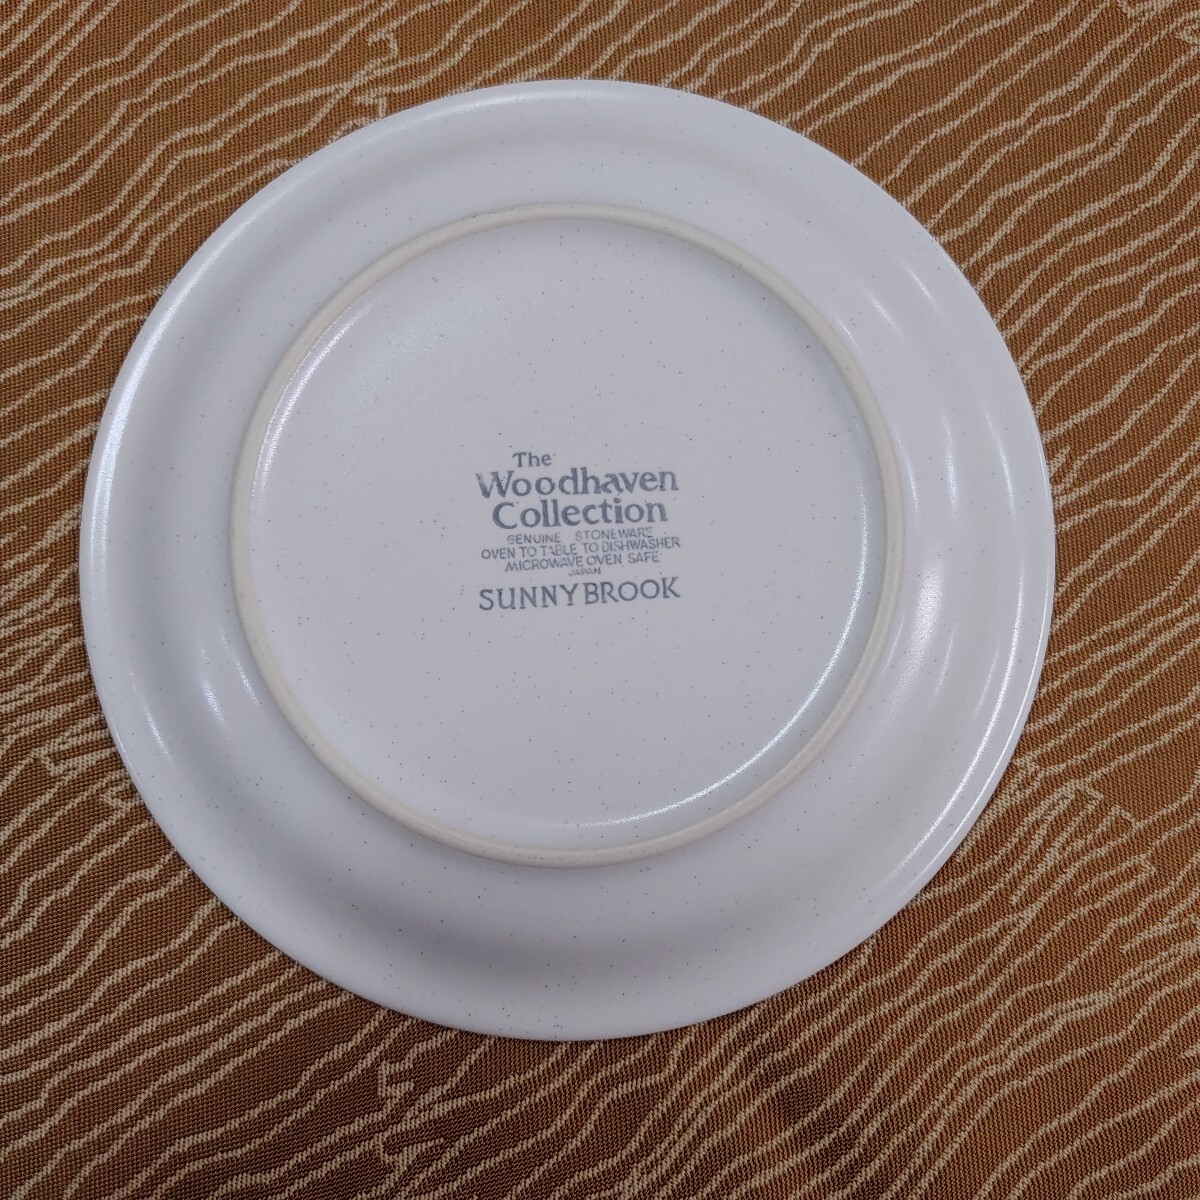 The
Woodhaven
Collection
GENUINE STONEWARE
OVEN TO TABLE TO DISHWASHER
MICROWAVE OVEN SAFE
JAPAN
SUNNYBROOK